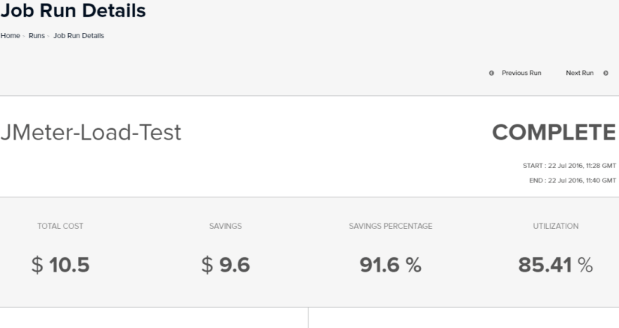 Job Run Details
Home · Runs · Job Run Details
Previous Run Next Run
JMeter-Load-Test COMPLETE
START : 22 Jul 2016, 11:28 GMT
END : 22 Jul 2016, 11:40 GMT
TOTAL COST SAVINGS SAVINGS PERCENTAGE UTILIZATION
$ 10.5 $ 9.6 91.6 % 85.41 %